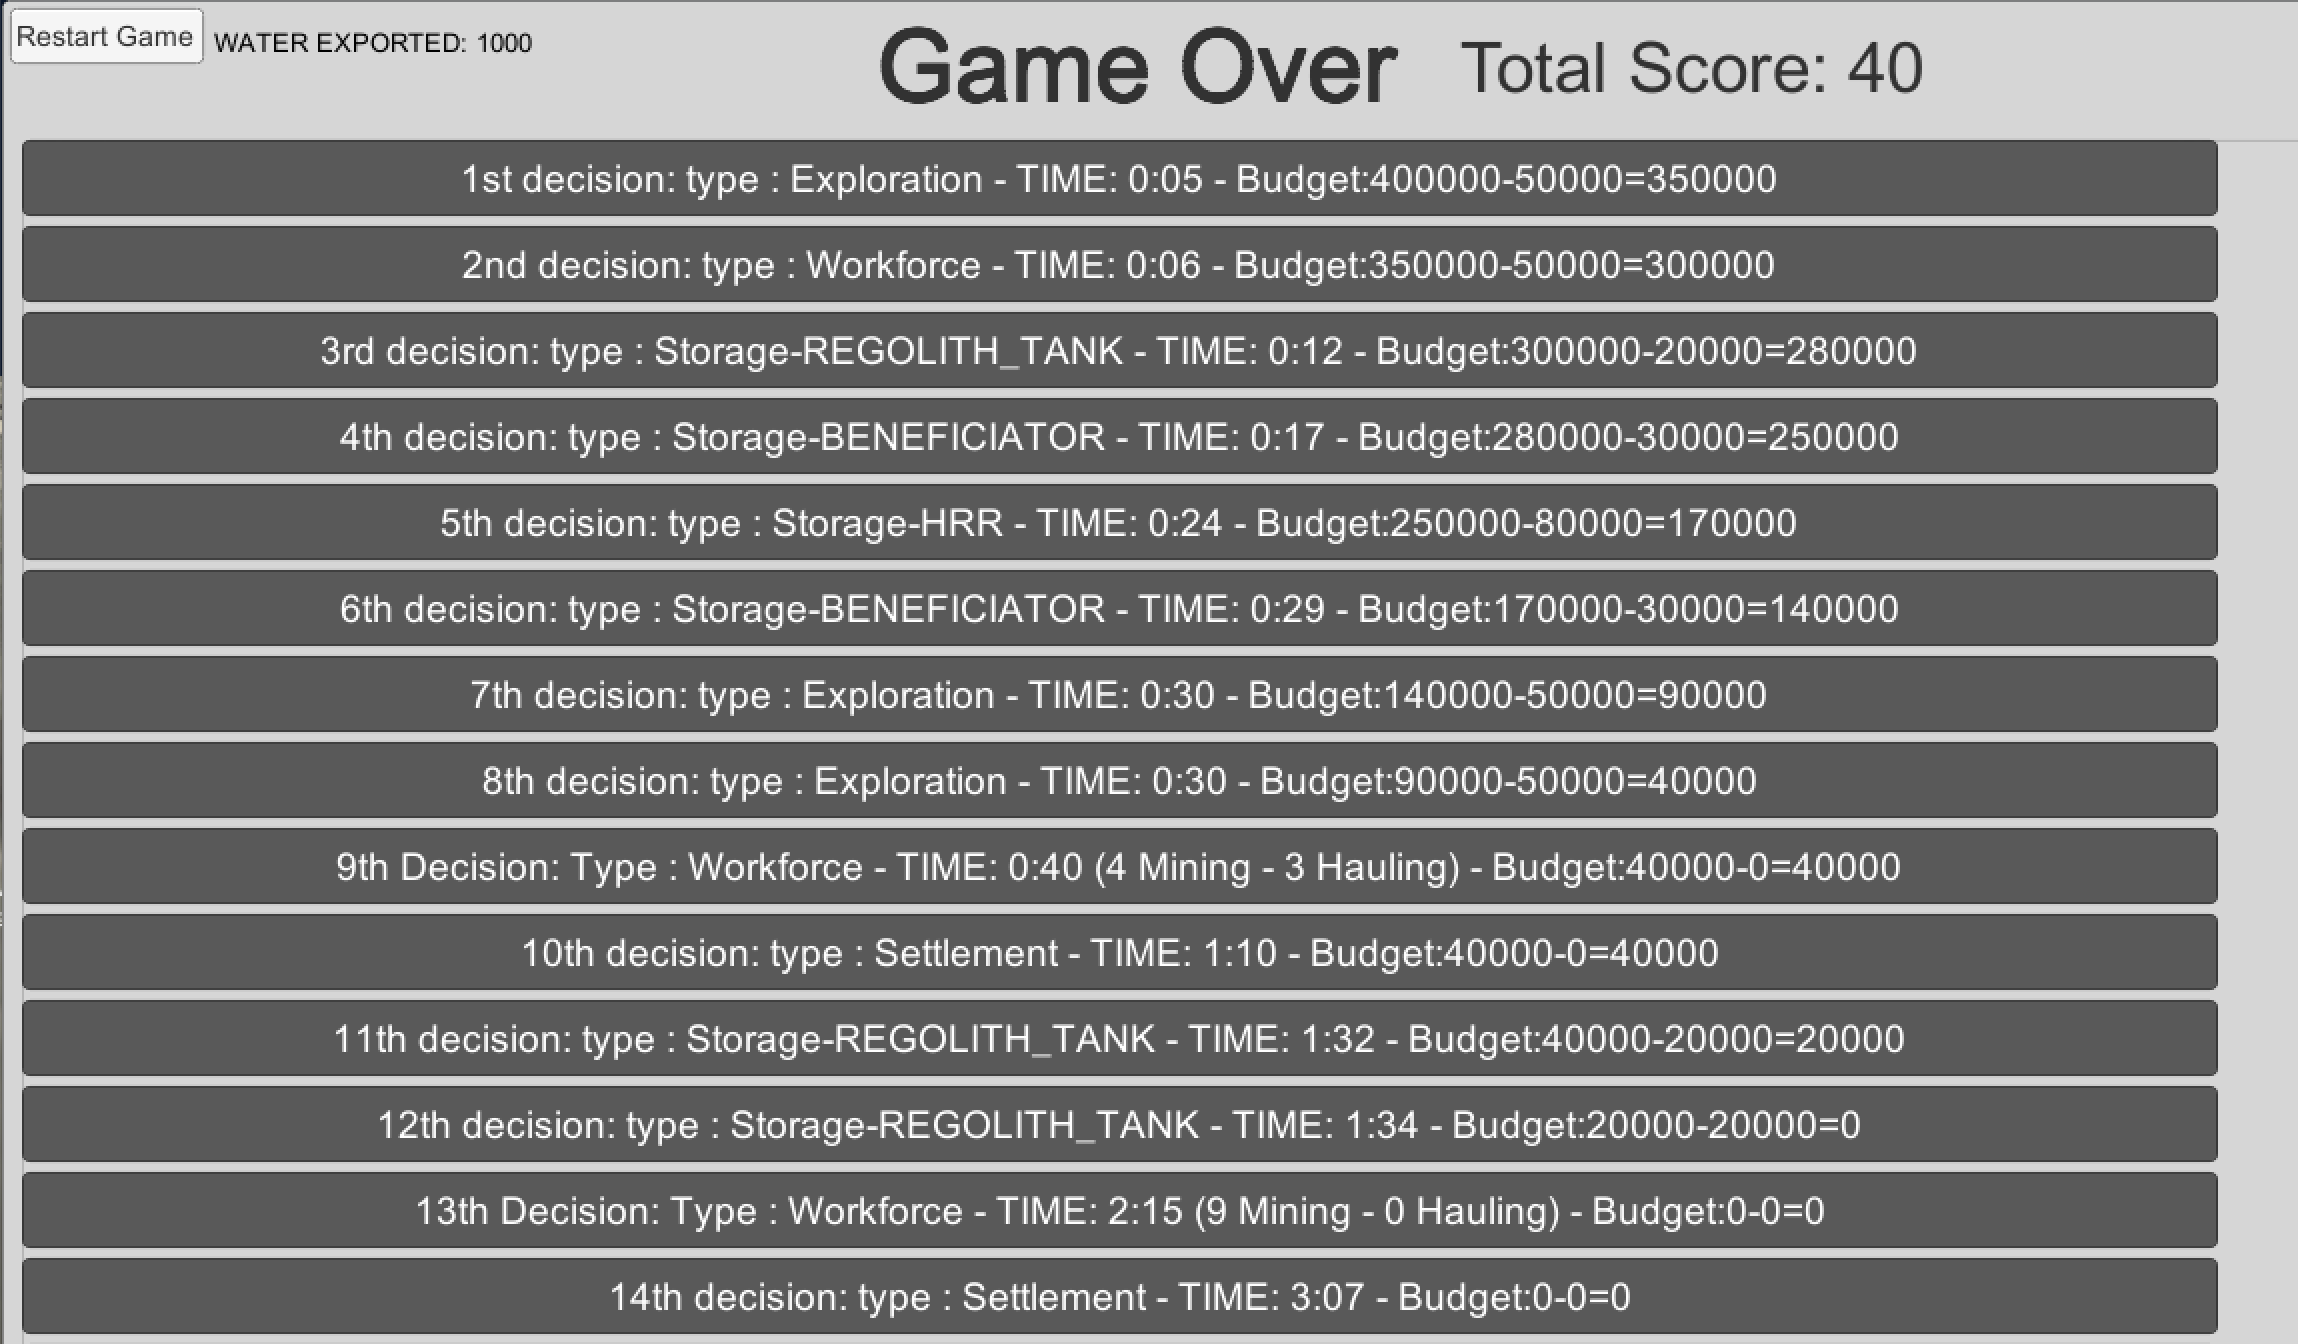 Restart Game
WATER EXPORTED: 1000
Game Over
Total Score: 40
1st decision: type : Exploration - TIME: 0:05 - Budget:400000-50000=350000
2nd decision: type : Workforce - TIME: 0:06 - Budget:350000-50000=300000
3rd decision: type : Storage-REGOLITH_TANK - TIME: 0:12 - Budget:300000-20000=280000
4th decision: type : Storage-BENEFICIATOR - TIME: 0:17 - Budget:280000-30000=250000
5th decision: type : Storage-HRR - TIME: 0:24 - Budget:250000-80000=170000
6th decision: type : Storage-BENEFICIATOR - TIME: 0:29 - Budget:170000-30000=140000
7th decision: type : Exploration - TIME: 0:30 - Budget:140000-50000=90000
8th decision: type : Exploration - TIME: 0:30 - Budget:90000-50000=40000
9th Decision: Type : Workforce - TIME: 0:40 (4 Mining - 3 Hauling) - Budget:40000-0=40000
10th decision: type : Settlement - TIME: 1:10 - Budget:40000-0=40000
11th decision: type : Storage-REGOLITH_TANK - TIME: 1:32 - Budget:40000-20000=20000
12th decision: type : Storage-REGOLITH_TANK - TIME: 1:34 - Budget:20000-20000=0
13th Decision: Type : Workforce - TIME: 2:15 (9 Mining - 0 Hauling) - Budget:0-0=0
14th decision: type : Settlement - TIME: 3:07 - Budget:0-0=0